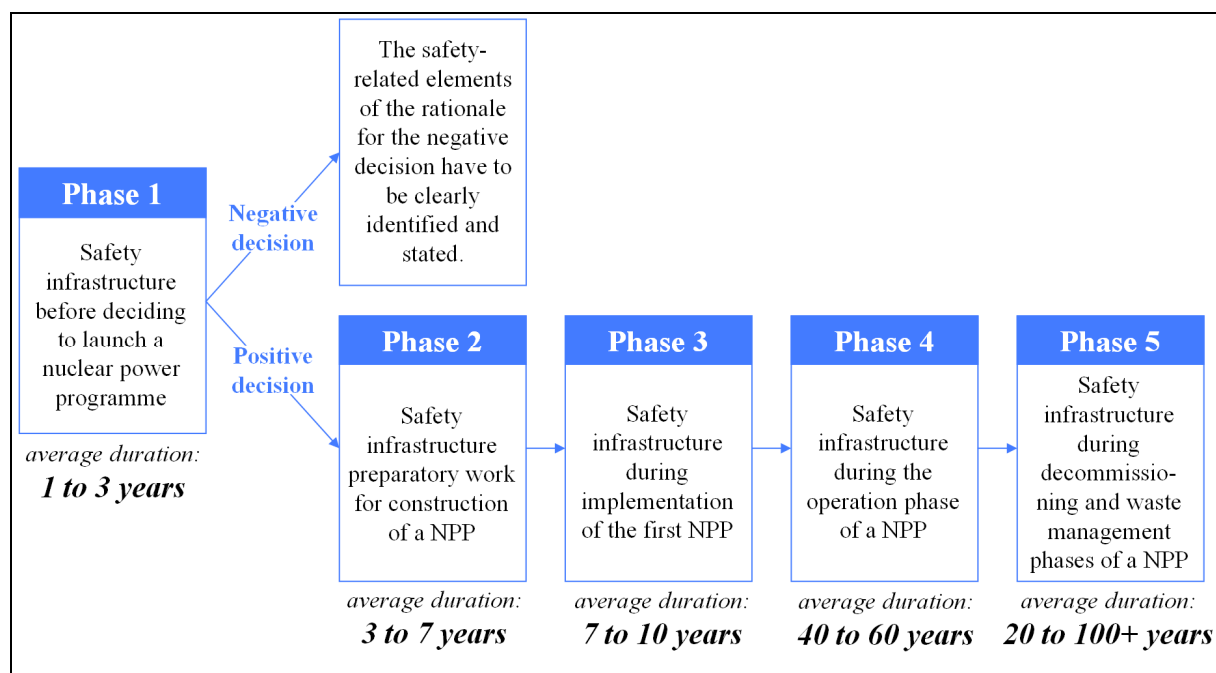 Phase 1
Safety
infrastructure
before deciding
to launch a
nuclear power
programme
average duration:
1 to 3 years
Negative
decision
The safety-
related elements
of the rationale
for the negative
decision have to
be clearly
identified and
stated.
Positive
decision
Phase 2
Safety
infrastructure
preparatory work
for construction
of a NPP
average duration:
3 to 7 years
Phase 3
Safety
infrastructure
during
implementation
of the first NPP
average duration:
7 to 10 years
Phase 4
Safety
infrastructure
during the
operation phase
of a NPP
average duration:
40 to 60 years
Phase 5
Safety
infrastructure
during
decommissio-
ning and waste
management
phases of a NPP
average duration:
20 to 100+ years